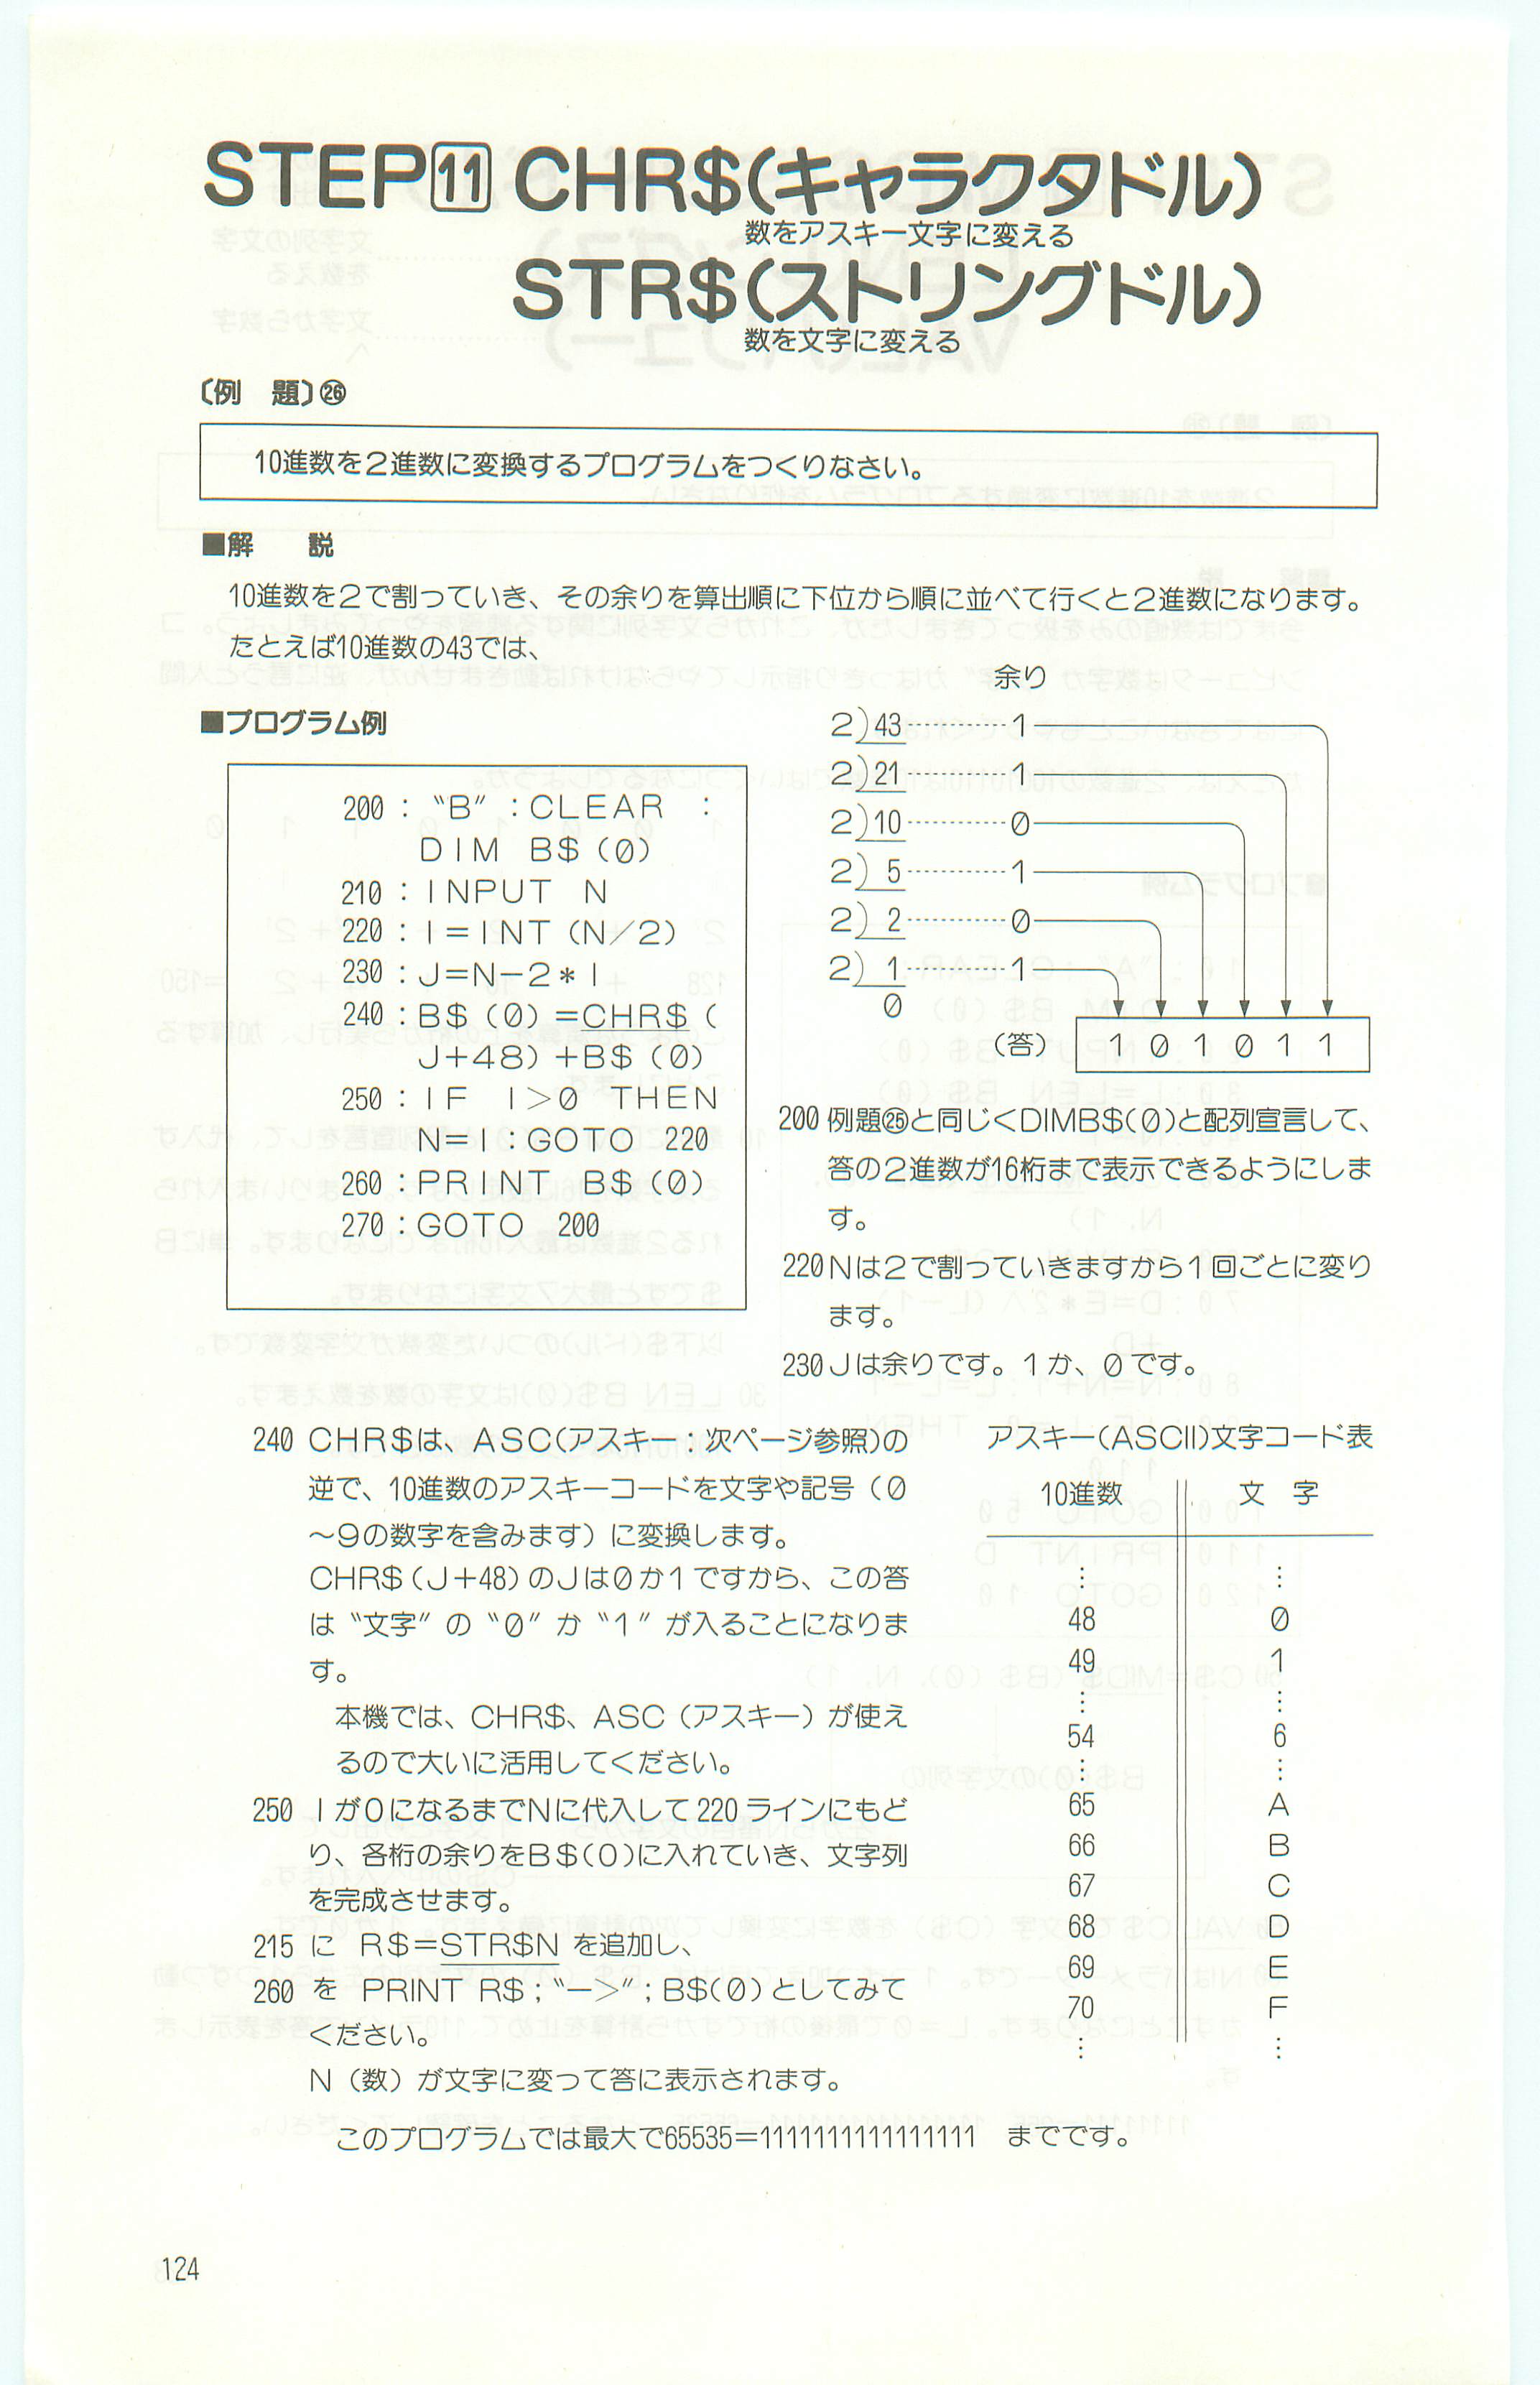 STEP 11 CHR$(キャラクタドル)
数をアスキー文字に変える
STR$(ストリングドル)
数を文字に変える
〔例　題〕㉖
10進数を2進数に変換するプログラムをつくりなさい。
■解　　説
10進数を2で割っていき、その余りを算出順に下位から順に並べて行くと2進数になります。
たとえば10進数の43では、
■プログラム例
200 : "B" : CLEAR :
DIM B$(0)
210 : INPUT N
220 : I=INT (N/2)
230 : J=N-2*I
240 : B$(0)=CHR$(
J+48)+B$(0)
250 : IF I>0 THEN
N=I : GOTO 220
260 : PRINT B$(0)
270 : GOTO 200
余り
2)43………1
2)21………1
2)10………0
2) 5………1
2) 2………0
2) 1………1
0
(答) 1 0 1 0 1 1
200 例題㉕と同じくDIMB$(0)と配列宣言して、
答の2進数が16桁まで表示できるようにしま
す。
220 Nは2で割っていきますから1回ごとに変り
ます。
230 Jは余りです。1か、0です。
240 CHR$は、ASC(アスキー：次ページ参照)の
逆で、10進数のアスキーコードを文字や記号（0
～9の数字を含みます）に変換します。
CHR$(J+48)のJは0か1ですから、この答
は"文字"の"0"か"1"が入ることになりま
す。
本機では、CHR$、ASC（アスキー）が使え
るので大いに活用してください。
250 Iが0になるまでNに代入して220ラインにもど
り、各桁の余りをB$(0)に入れていき、文字列
を完成させます。
215 に R$=STR$N を追加し、
260 を PRINT R$;"—>";B$(0)としてみて
ください。
N（数）が文字に変って答に表示されます。
このプログラムでは最大で65535=1111111111111111 までです。
アスキー(ASCII)文字コード表
10進数 文　字
⋮ ⋮
48 0
49 1
⋮ ⋮
54 6
⋮ ⋮
65 A
66 B
67 C
68 D
69 E
70 F
⋮ ⋮
124